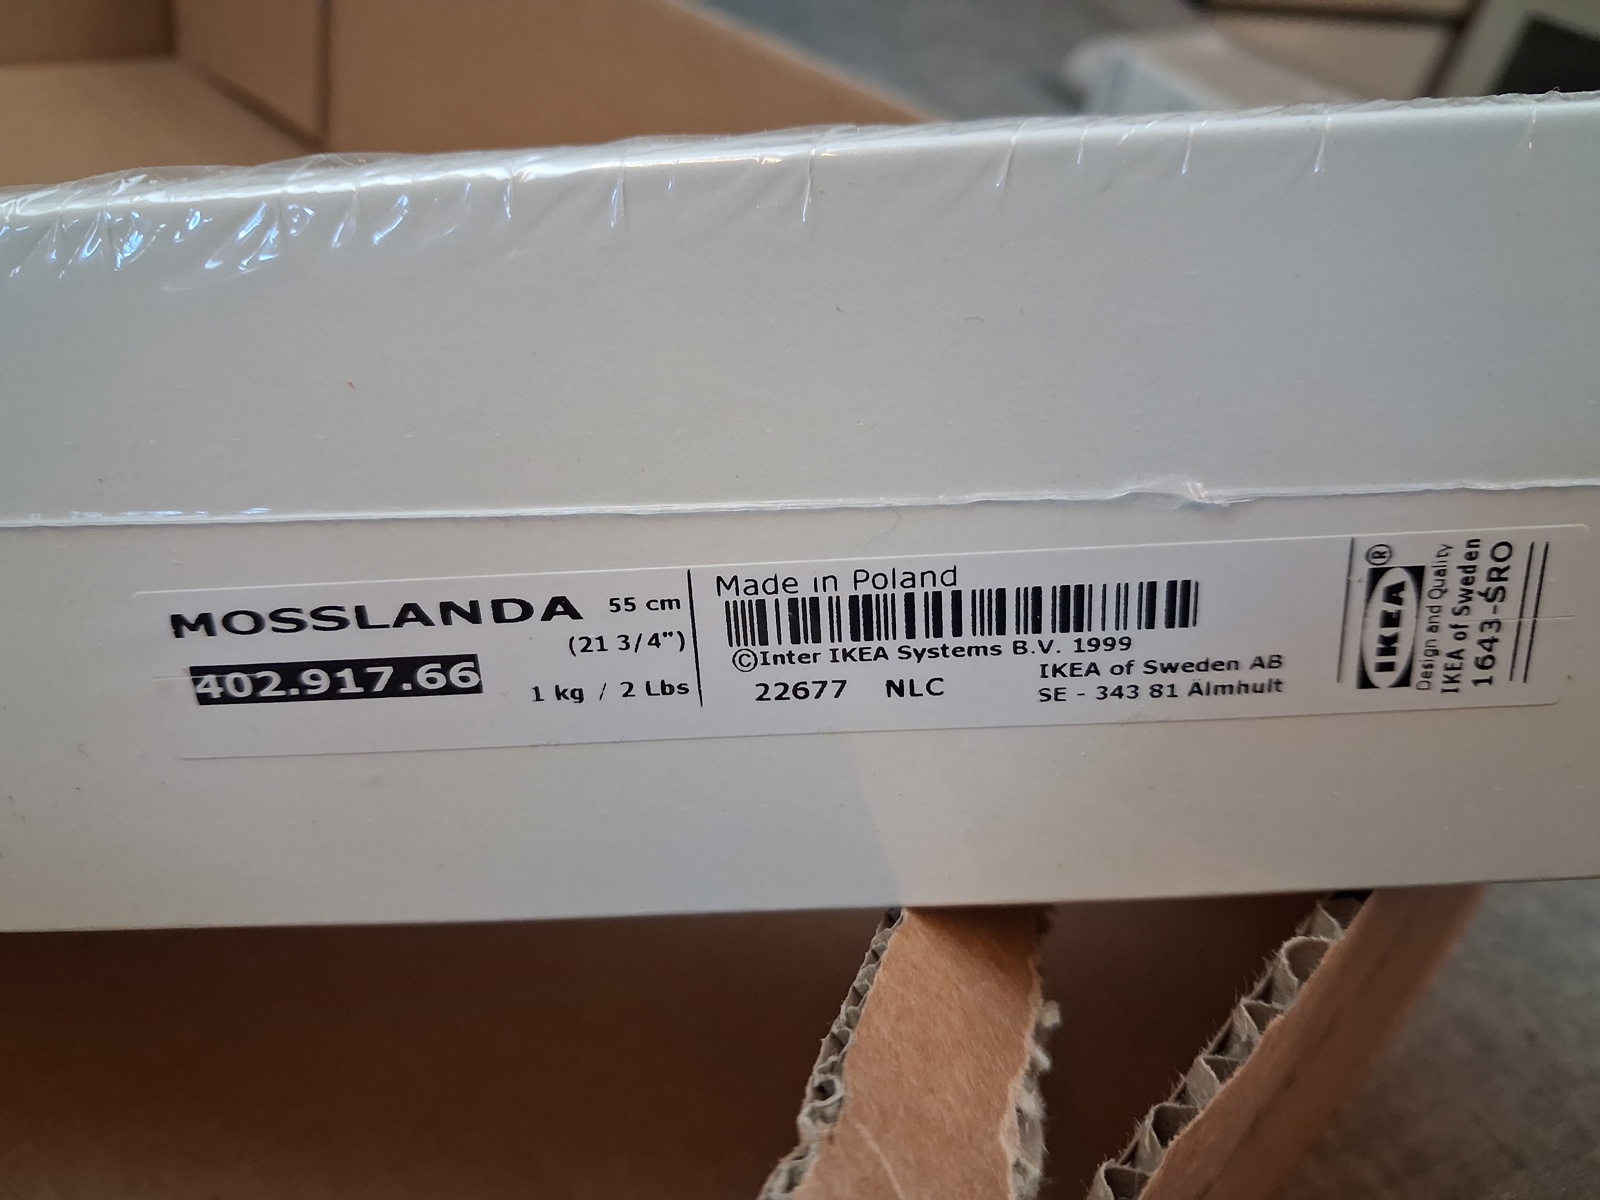 MOSSLANDA 55 cm
(21 3/4")
402.917.66
1 kg / 2 Lbs
Made in Poland
©Inter IKEA Systems B.V. 1999
22677 NLC
IKEA of Sweden AB
SE - 343 81 Älmhult
IKEA®
Design and Quality
IKEA of Sweden
1643-ŚRO